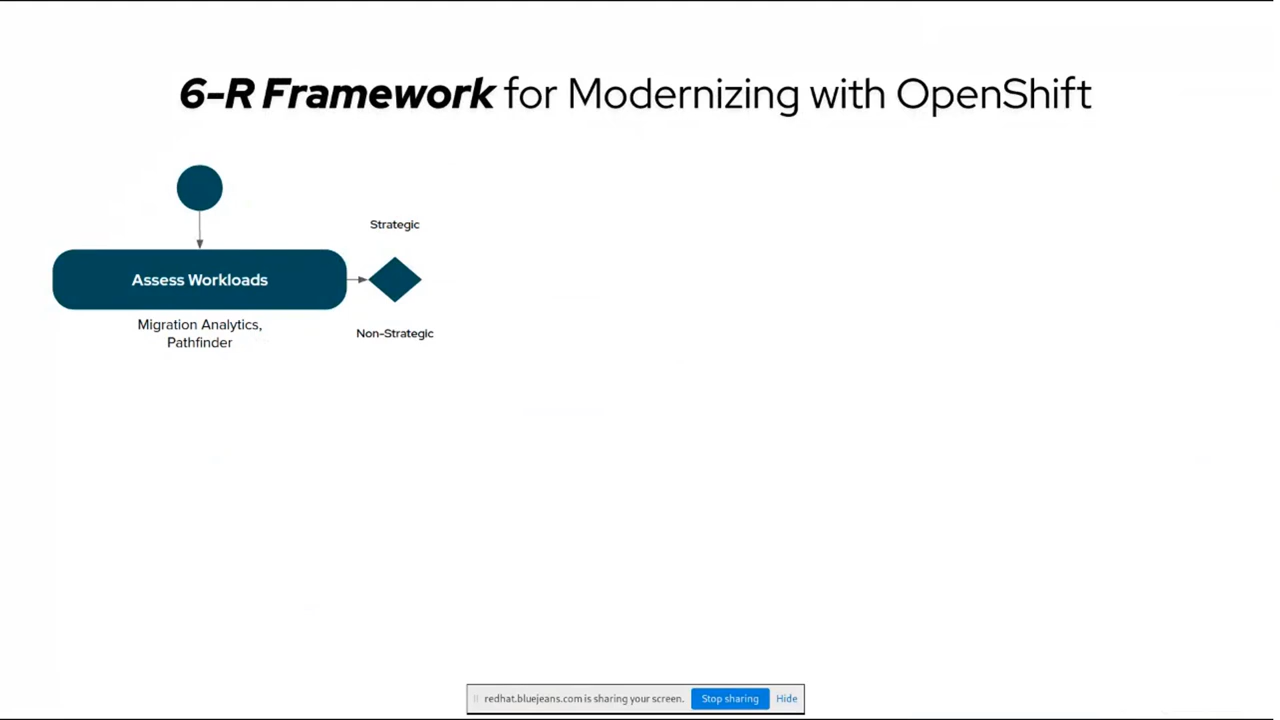 6-R Framework for Modernizing with OpenShift
Strategic
Assess Workloads
Migration Analytics,
Pathfinder
Non-Strategic
redhat.bluejeans.com is sharing your screen. Stop sharing Hide